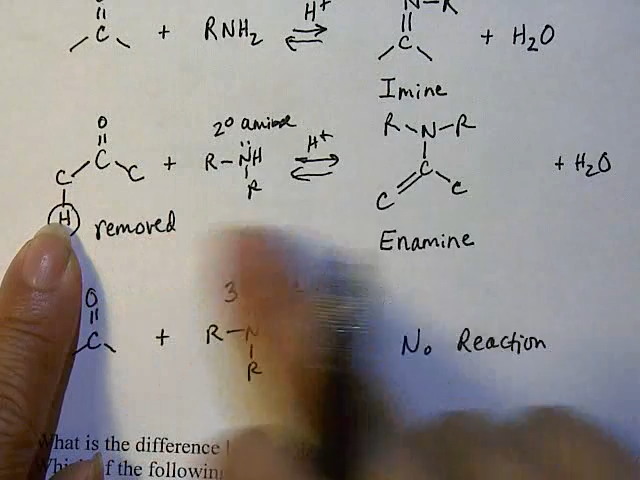 O
C + RNH2 H+ N-R C + H2O
Imine
O C C C H removed + 2° amine R-NH R H+ R-N-R C C C + H2O
Enamine
O C + 3 R-N R No Reaction
What is the difference
of the following